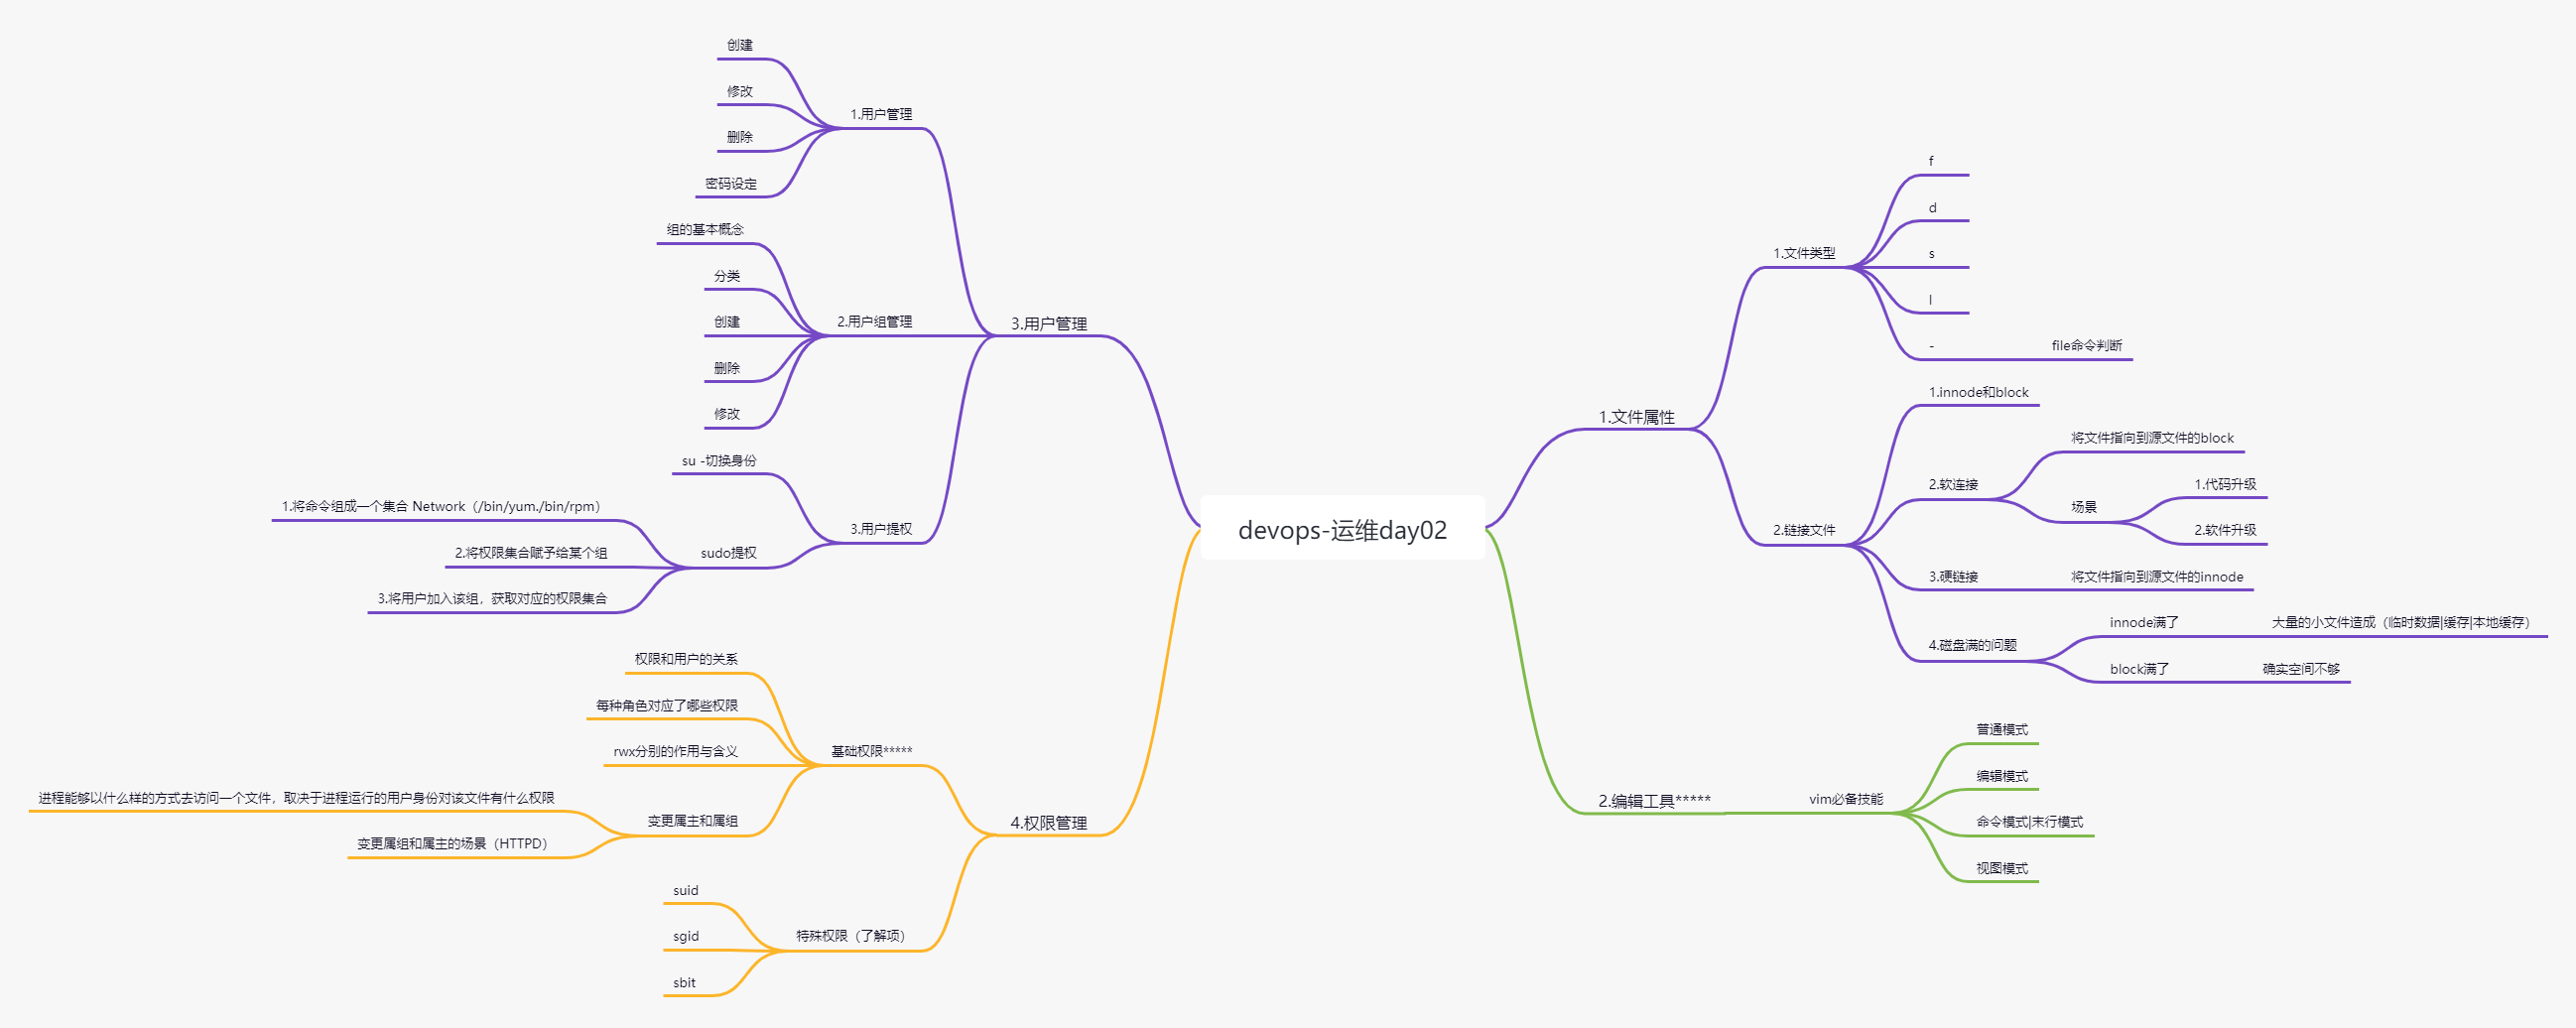 devops-运维day02
1.文件属性
1.文件类型
f
d
s
l
-
file命令判断
2.链接文件
1.innode和block
2.软连接
将文件指向到源文件的block
场景
1.代码升级
2.软件升级
3.硬链接
将文件指向到源文件的innode
4.磁盘满的问题
innode满了
大量的小文件造成（临时数据|缓存|本地缓存）
block满了
确实空间不够
2.编辑工具*****
vim必备技能
普通模式
编辑模式
命令模式|末行模式
视图模式
3.用户管理
1.用户管理
创建
修改
删除
密码设定
2.用户组管理
组的基本概念
分类
创建
删除
修改
3.用户提权
su -切换身份
sudo提权
1.将命令组成一个集合 Network（/bin/yum./bin/rpm）
2.将权限集合赋予给某个组
3.将用户加入该组，获取对应的权限集合
4.权限管理
基础权限*****
权限和用户的关系
每种角色对应了哪些权限
rwx分别的作用与含义
变更属主和属组
进程能够以什么样的方式去访问一个文件，取决于进程运行的用户身份对该文件有什么权限
变更属组和属主的场景（HTTPD）
特殊权限（了解项）
suid
sgid
sbit